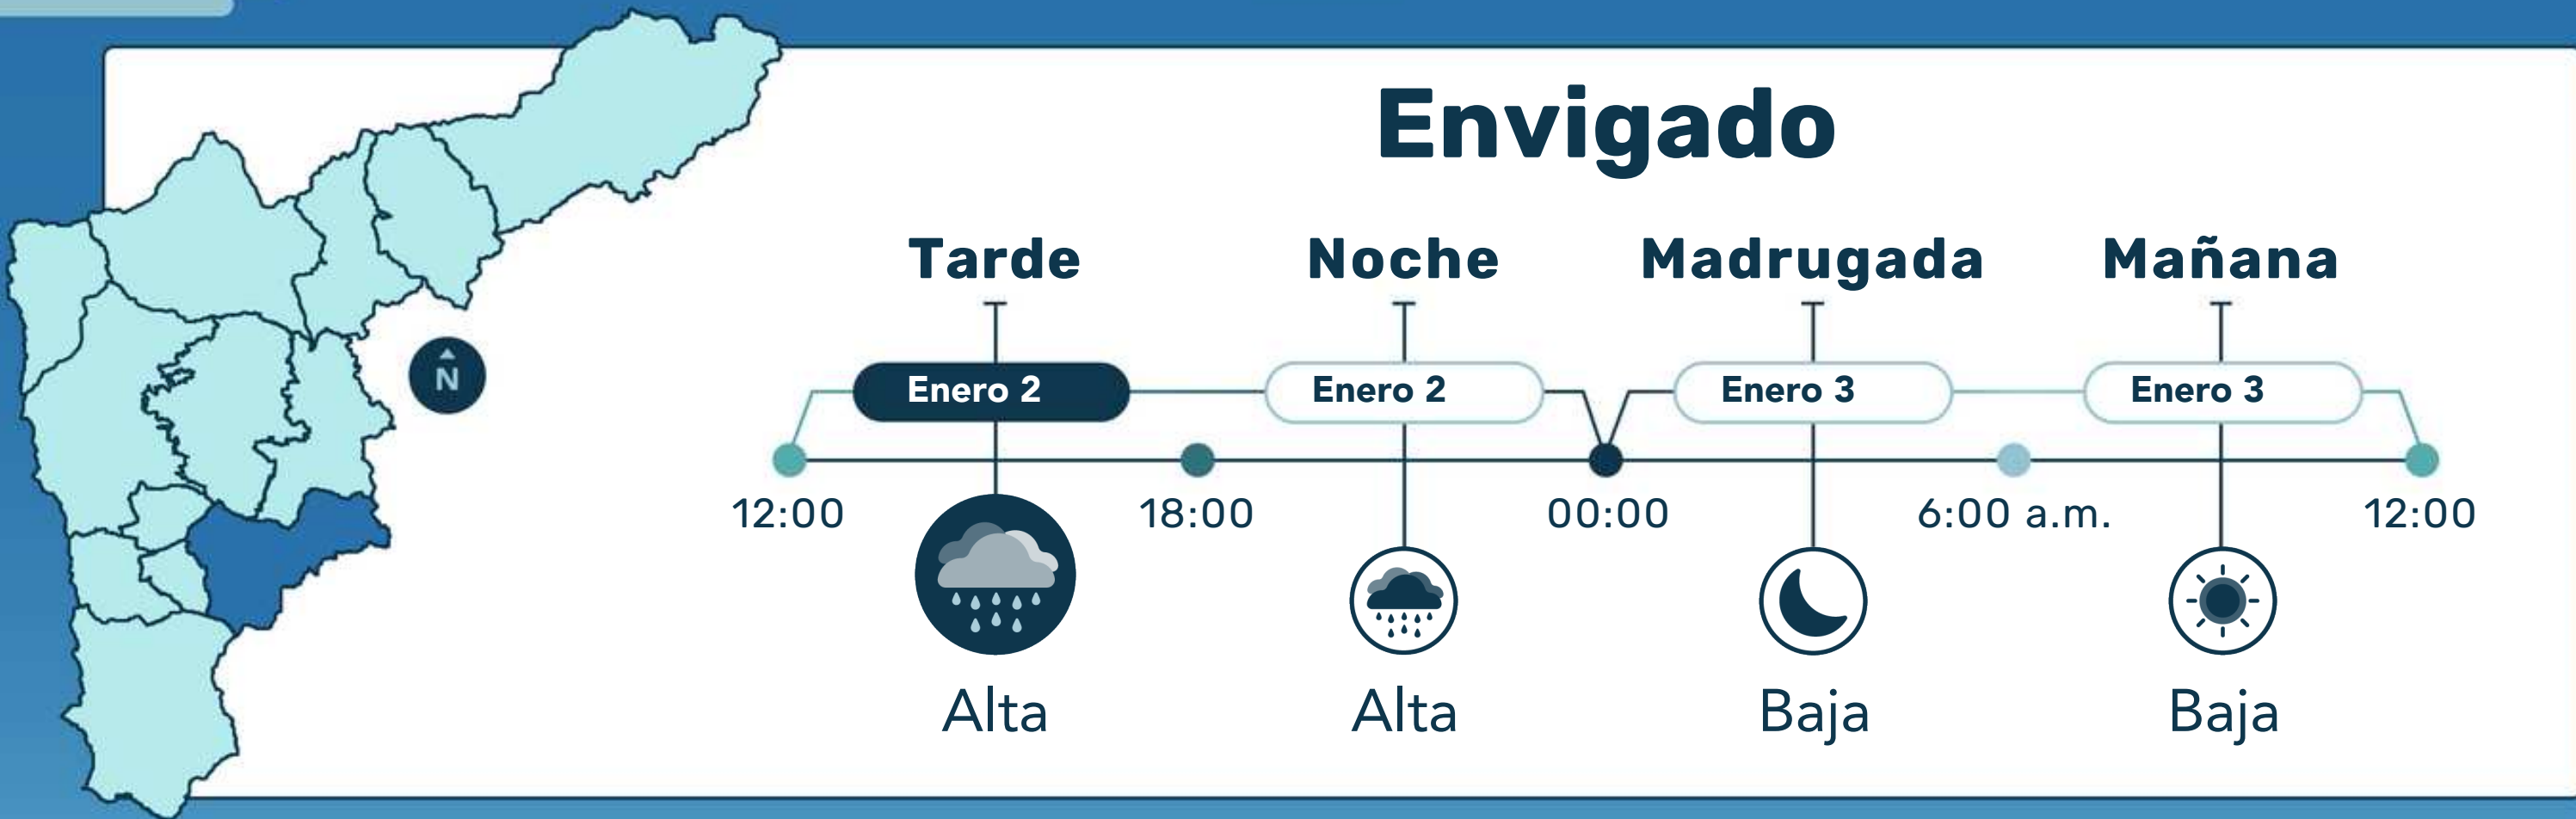 Envigado
Tarde Noche Madrugada Mañana
Enero 2 Enero 2 Enero 3 Enero 3
N
12:00 18:00 00:00 6:00 a.m. 12:00
Alta Alta Baja Baja